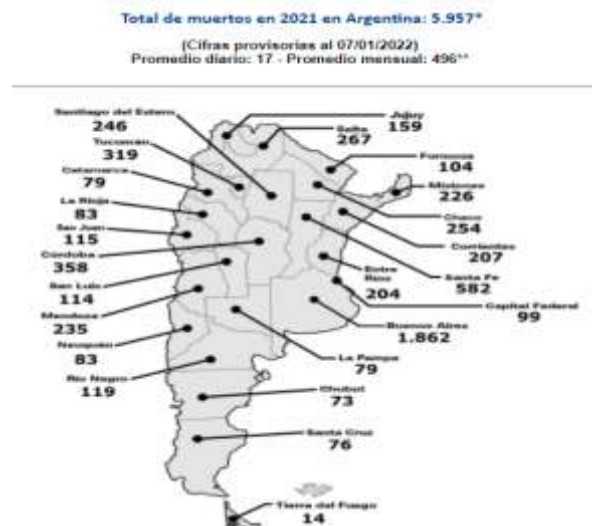 Total de muertos en 2021 en Argentina: 5.957*
(Cifras provisorias al 07/01/2022)
Promedio diario: 17 - Promedio mensual: 496**
Santiago del Estero
246
Jujuy
159
Salta
267
Tucumán
319
Formosa
104
Catamarca
79
Misiones
226
La Rioja
83
Chaco
254
San Juan
115
Corrientes
207
Córdoba
358
Santa Fe
582
Entre
Ríos
204
San Luis
114
Capital Federal
99
Mendoza
235
Buenos Aires
1.862
Neuquén
83
La Pampa
79
Río Negro
119
Chubut
73
Santa Cruz
76
Tierra del Fuego
14